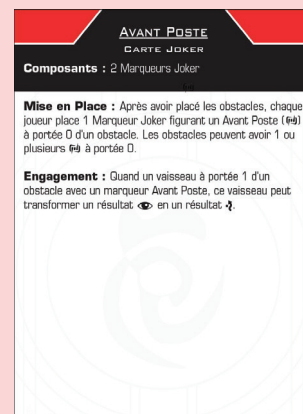 AVANT POSTE
CARTE JOKER
Composants : 2 Marqueurs Joker
Mise en Place : Après avoir placé les obstacles, chaque
joueur place 1 Marqueur Joker figurant un Avant Poste ()
à portée 0 d'un obstacle. Les obstacles peuvent avoir 1 ou
plusieurs à portée 0.
Engagement : Quand un vaisseau à portée 1 d'un
obstacle avec un marqueur Avant Poste, ce vaisseau peut
transformer un résultat en un résultat .